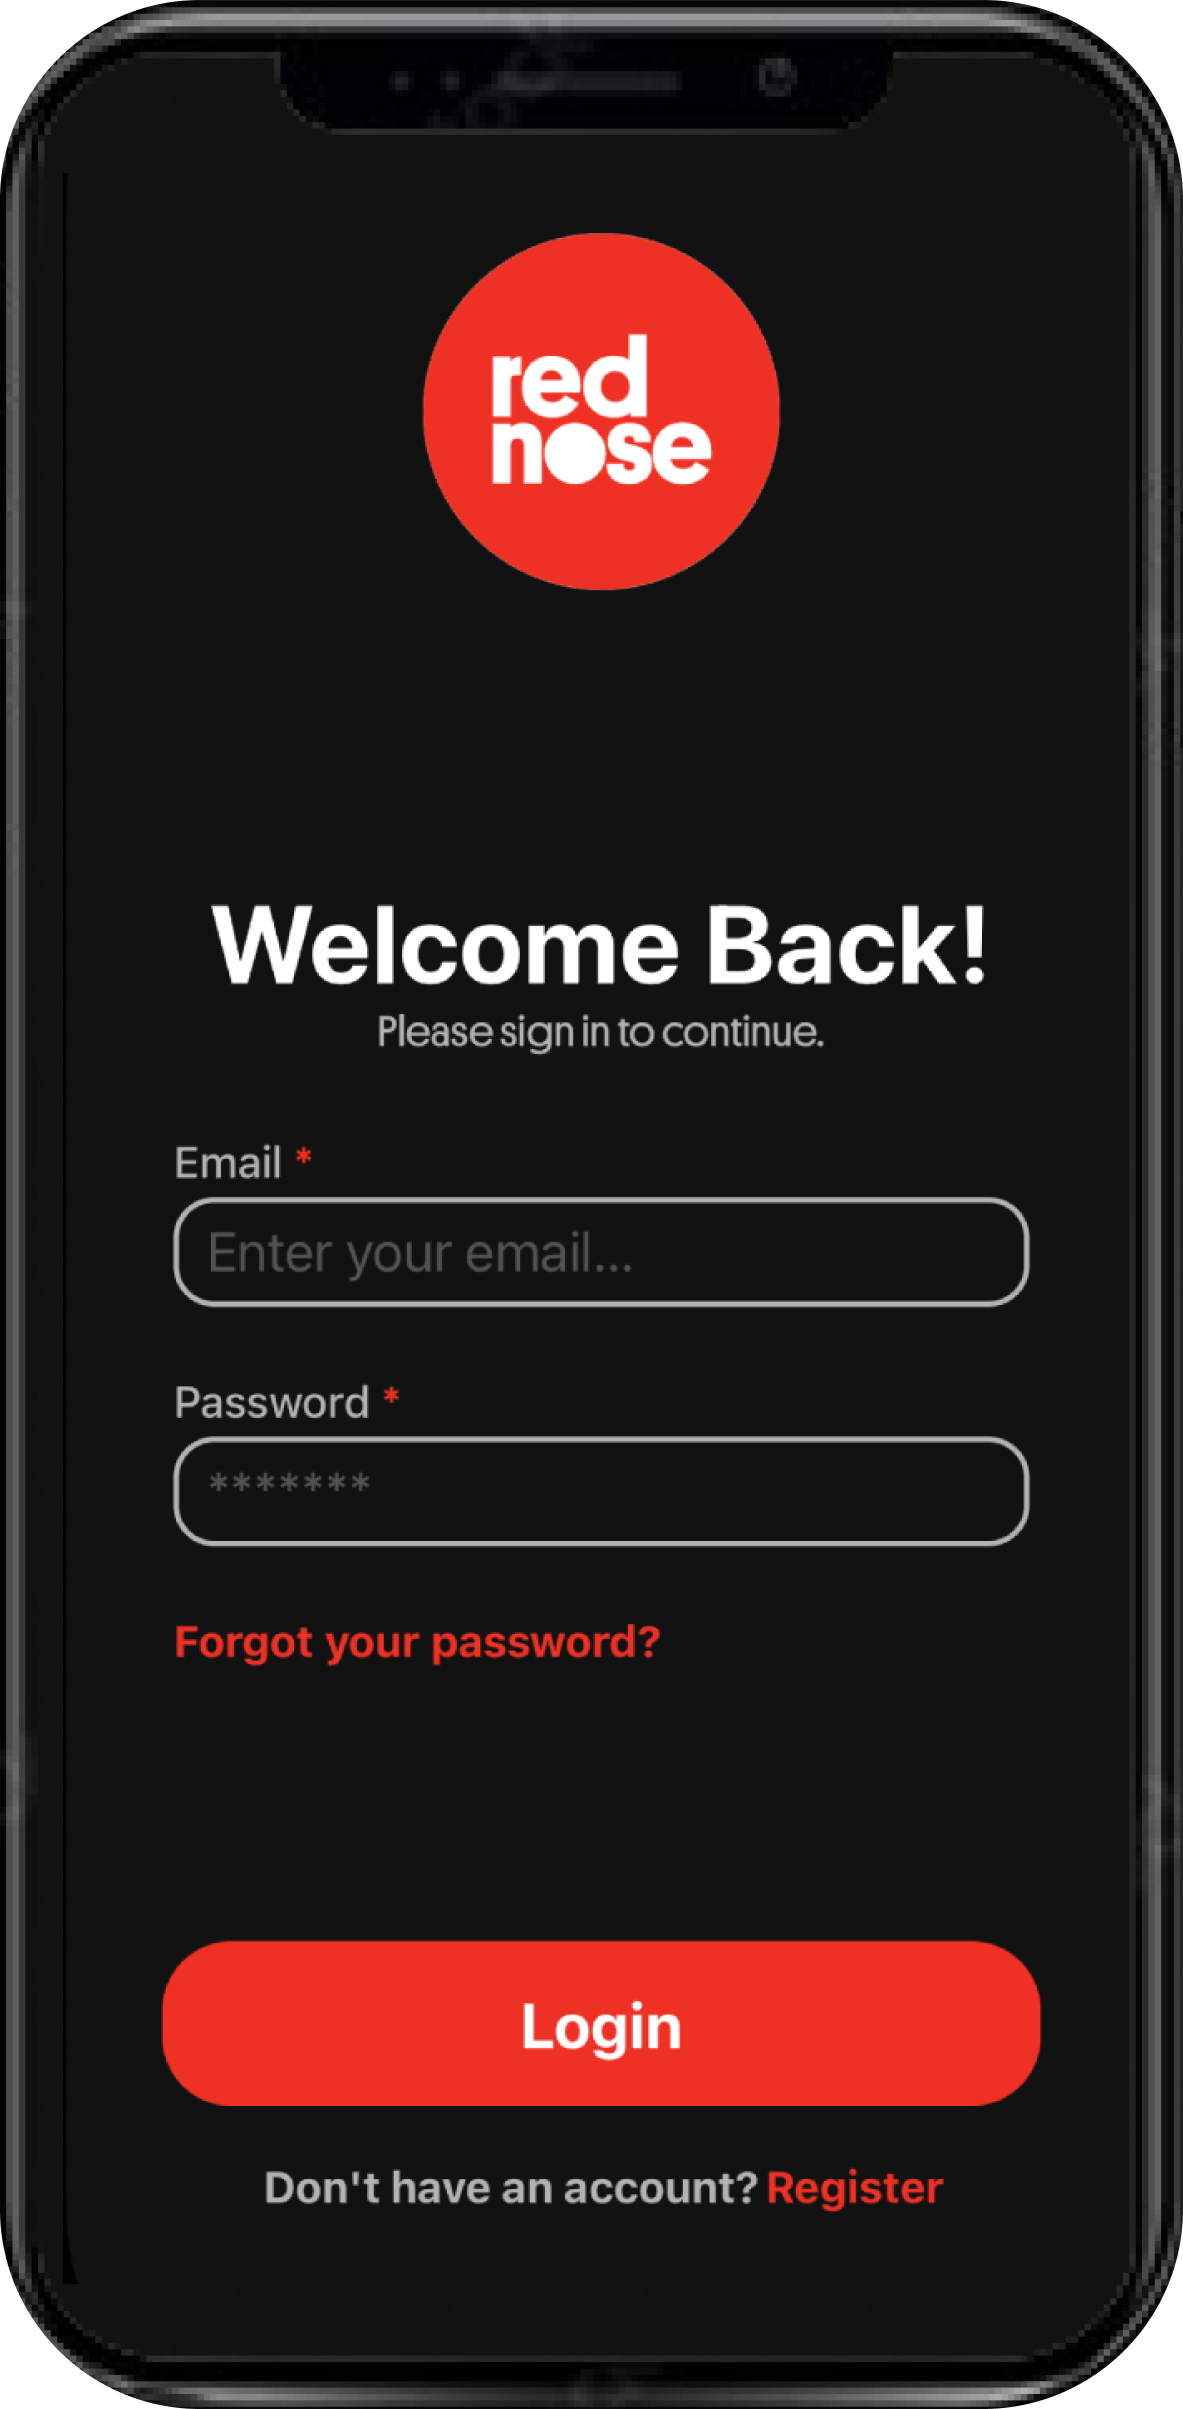 red
nose
Welcome Back!
Please sign in to continue.
Email *
Enter your email...
Password *
*******
Forgot your password?
Login
Don't have an account? Register